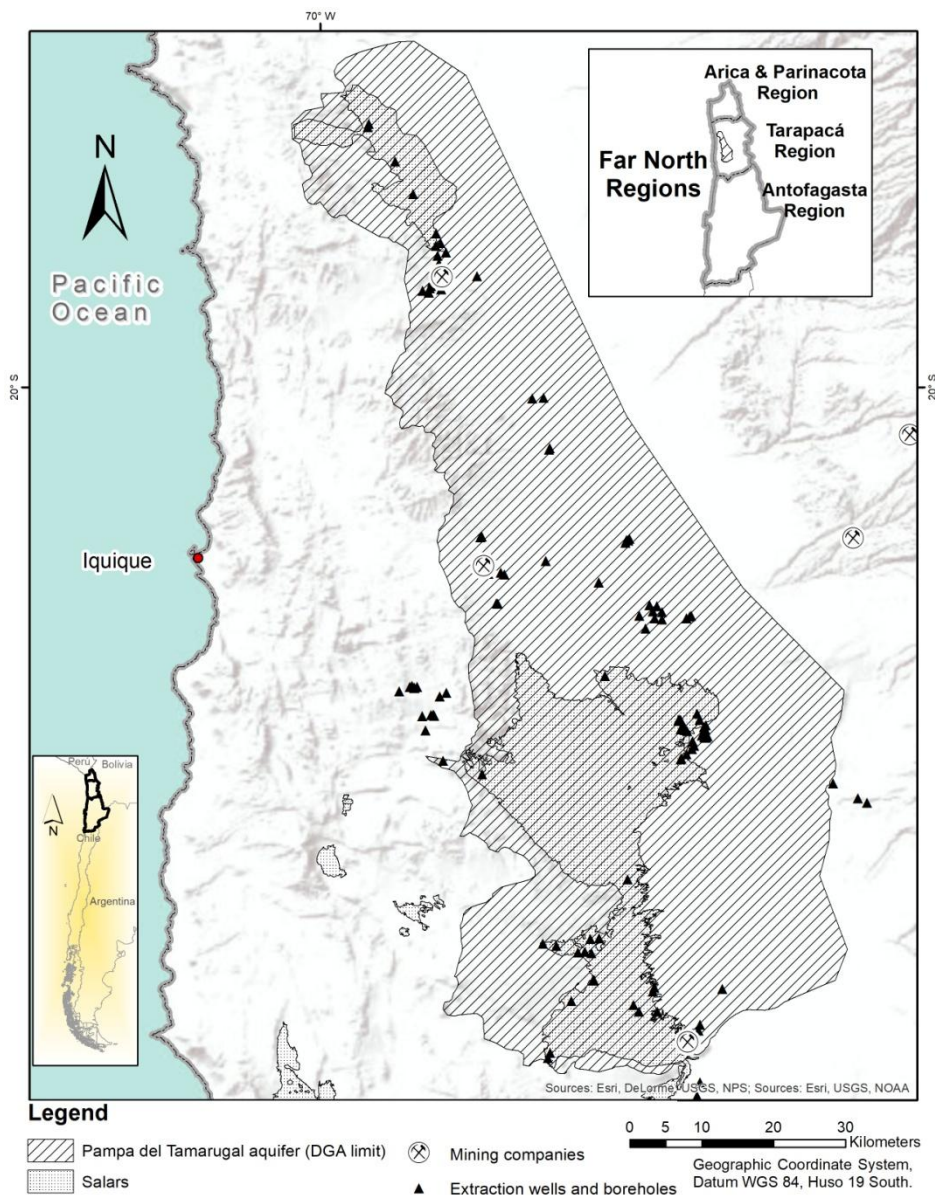 70° W
N
Pacific
Ocean
20° S
20° S
Iquique
Arica & Parinacota
Region
Tarapacá
Region
Far North
Regions
Antofagasta
Region
Perú
Bolivia
N
Chile
Argentina
Sources: Esri, DeLorme, USGS, NPS; Sources: Esri, USGS, NOAA
Legend
Pampa del Tamarugal aquifer (DGA limit)
Salars
Mining companies
Extraction wells and boreholes
0 5 10 20 30
Kilometers
Geographic Coordinate System,
Datum WGS 84, Huso 19 South.